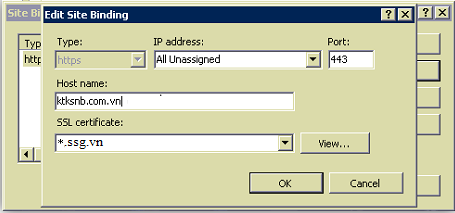 Site Bi
Edit Site Binding
Typ
http
Type:
IP address:
Port:
https
All Unassigned
443
Host name:
ktksnb.com.vn
SSL certificate:
*.ssg.vn
View...
OK
Cancel